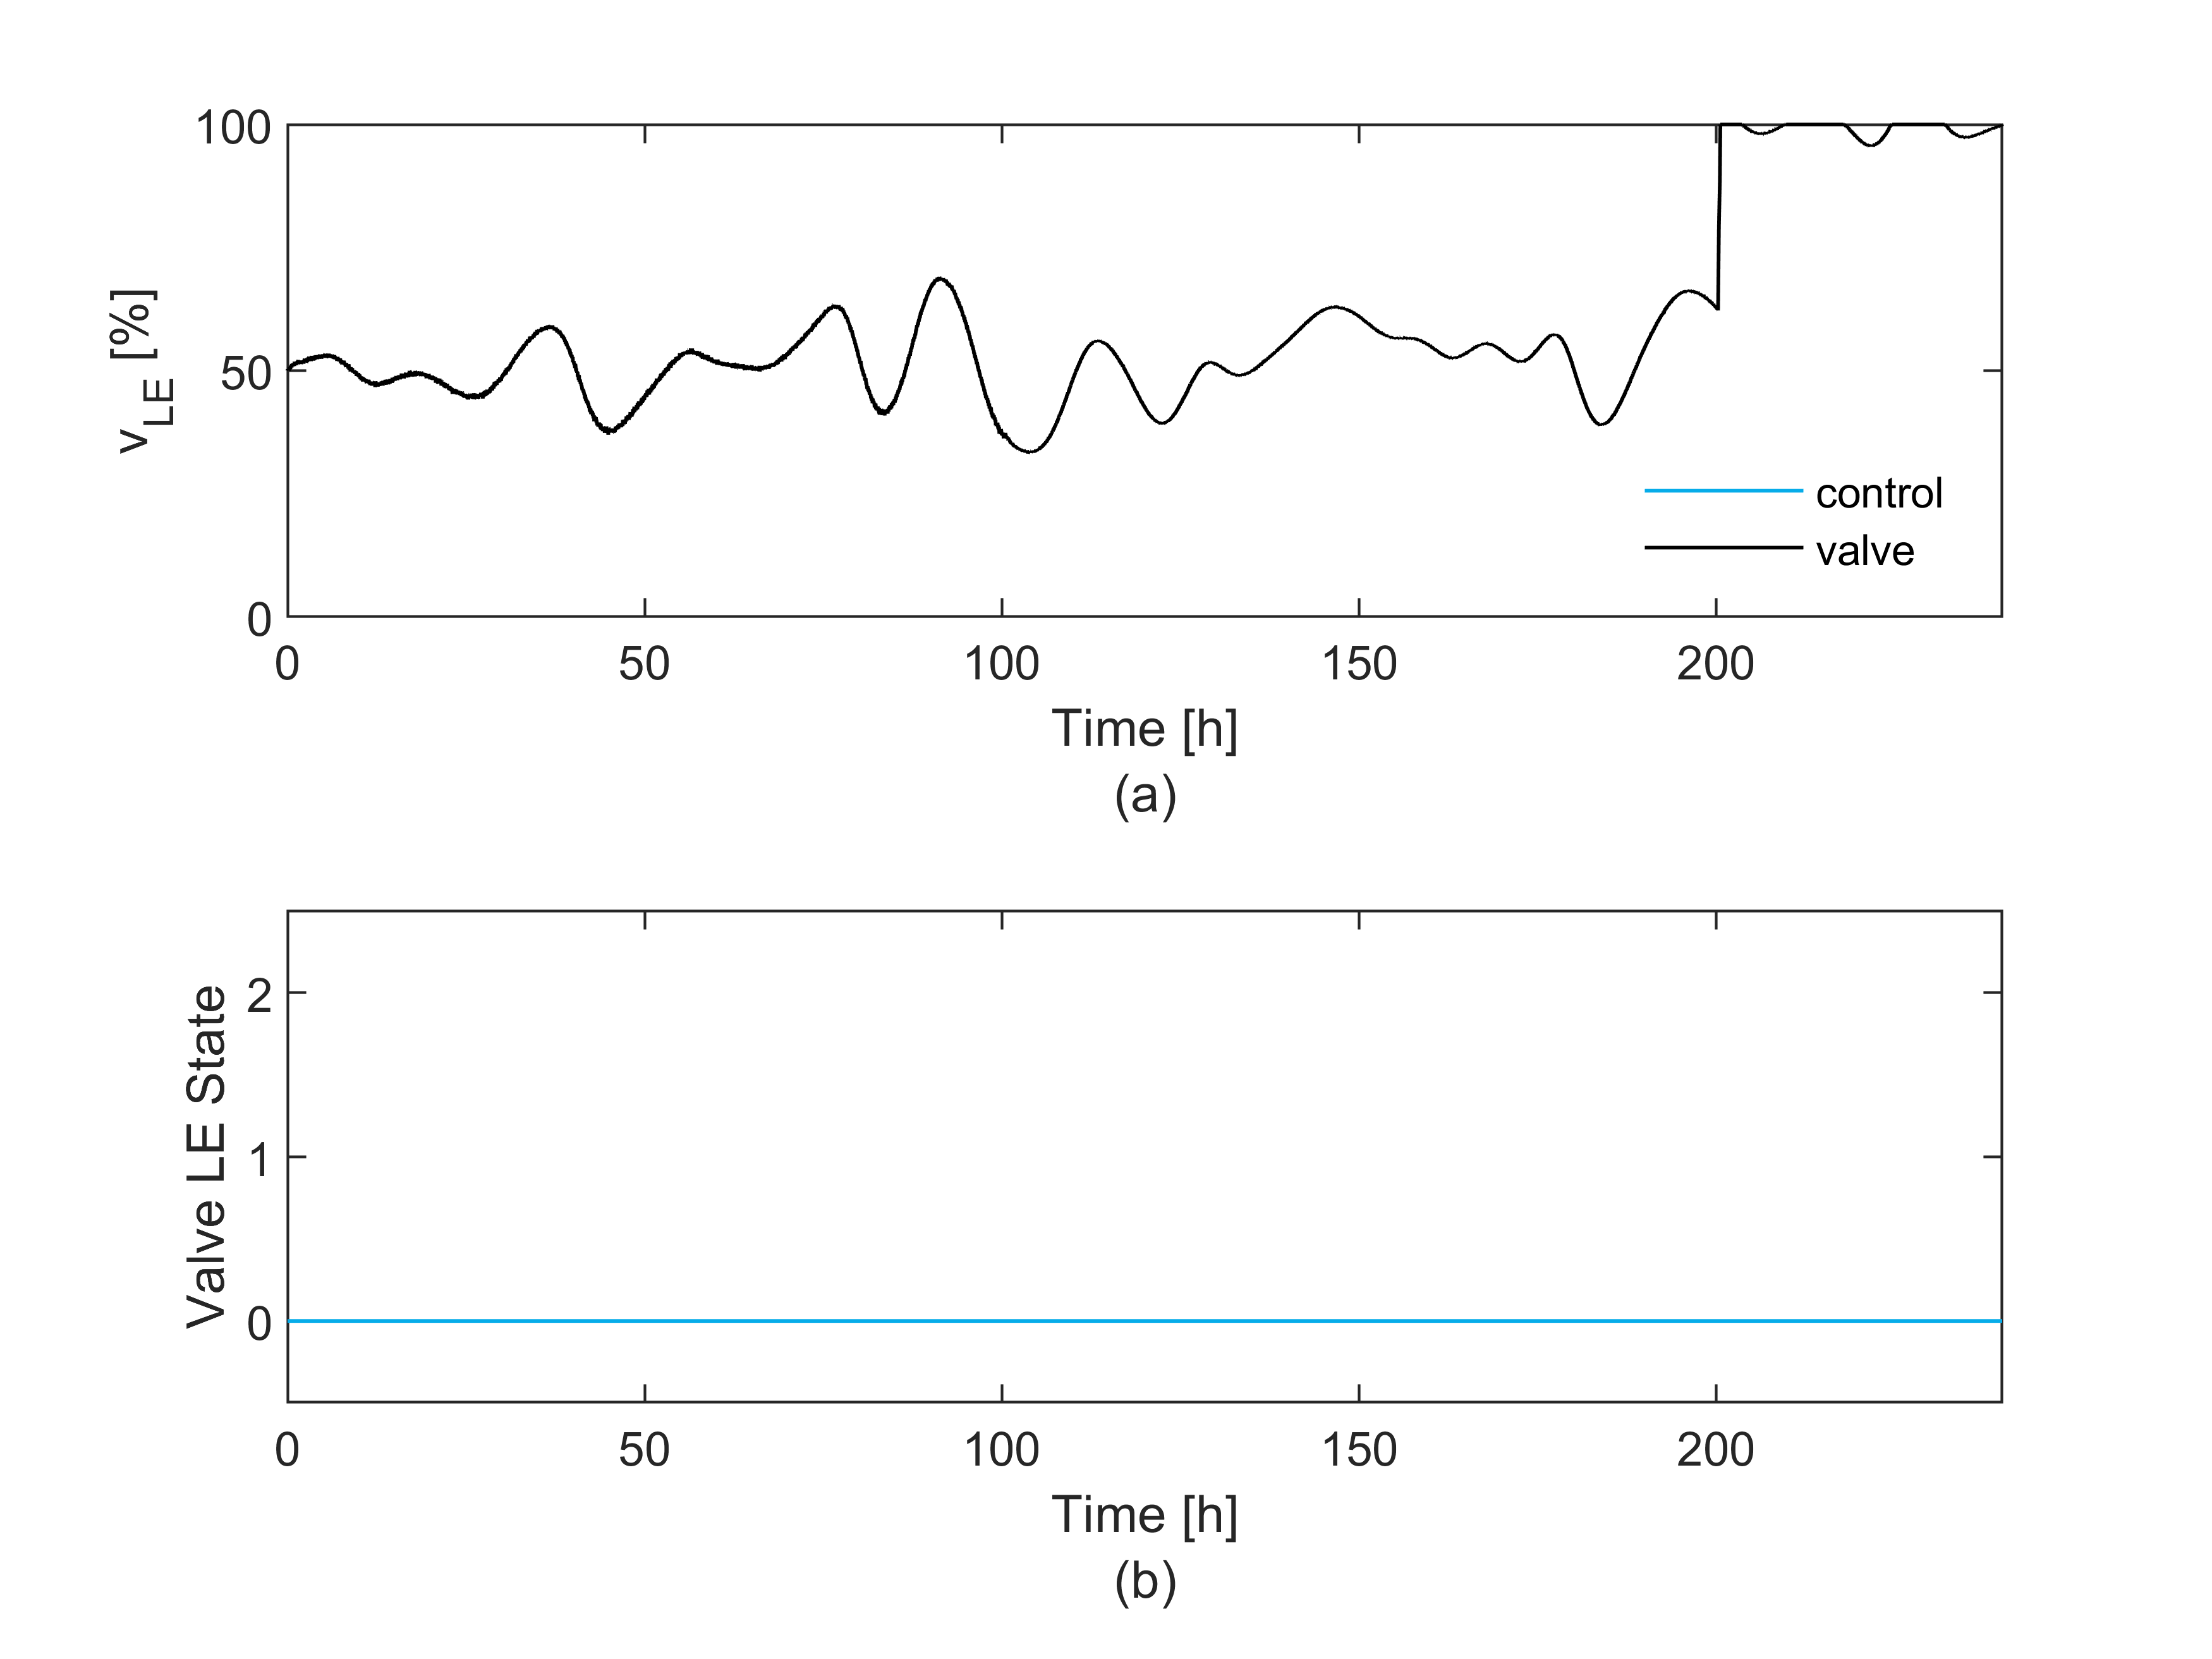 100
50
0
v_LE [%]
control
valve
0 50 100 150 200
Time [h]
(a)
2
1
0
Valve LE State
0 50 100 150 200
Time [h]
(b)